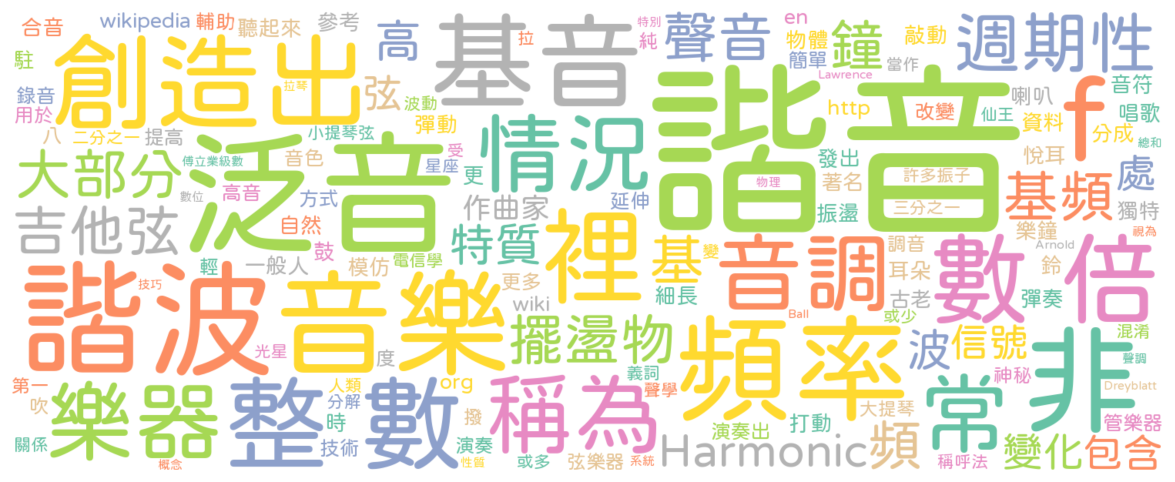 合音
wikipedia
輔助
聽起來
參考
高
基音
拉
特別
純
聲音
en
物體
簡單
鐘
敲動
當作
週期性
駐
創造出
拉琴
弦
波動
彈動
Lawrence
諧音
http
改變
仙王
喇叭
資料
f
音符
唱歌
分成
總和
錄音
用於
八
二分之一
提高
小提琴弦
大部分
傅立業級數
數位
高音
泛音
音色
方式
星座
受
更
情況
延伸
物理
發出
著名
振盪
許多振子
三分之一
悅耳
基頻
處
獨特
視為
吉他弦
自然
鼓
輕
一般人
模仿
電信學
作曲家
特質
更多
wiki
裡
基
變
細長
音調
調音
耳朵
古老
樂鐘
Arnold
鈴
彈奏
或少
數倍
諧波
技巧
音樂
光星
度
擺盪物
Ball
頻率
波
信號
神秘
非
混淆
聲調
Dreyblatt
第一
吹
關係
樂器
概念
整數
人類
分解
時
技術
org
撥
演奏
性質
稱為
義詞
聲學
或多
弦樂器
系統
Harmonic
演奏出
打動
大提琴
頻
常
稱呼法
變化
管樂器
包含